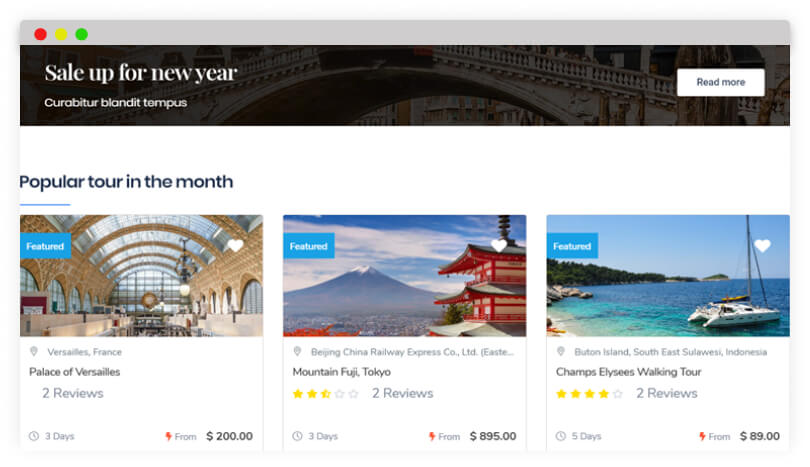 Sale up for new year
Curabitur blandit tempus
Read more
Popular tour in the month
Featured
Featured
Featured
Versailles, France
Palace of Versailles
2 Reviews
3 Days
From $ 200.00
Beijing China Railway Express Co., Ltd. (Easte...
Mountain Fuji, Tokyo
2 Reviews
3 Days
From $ 895.00
Buton Island, South East Sulawesi, Indonesia
Champs Elysees Walking Tour
2 Reviews
5 Days
From $ 89.00